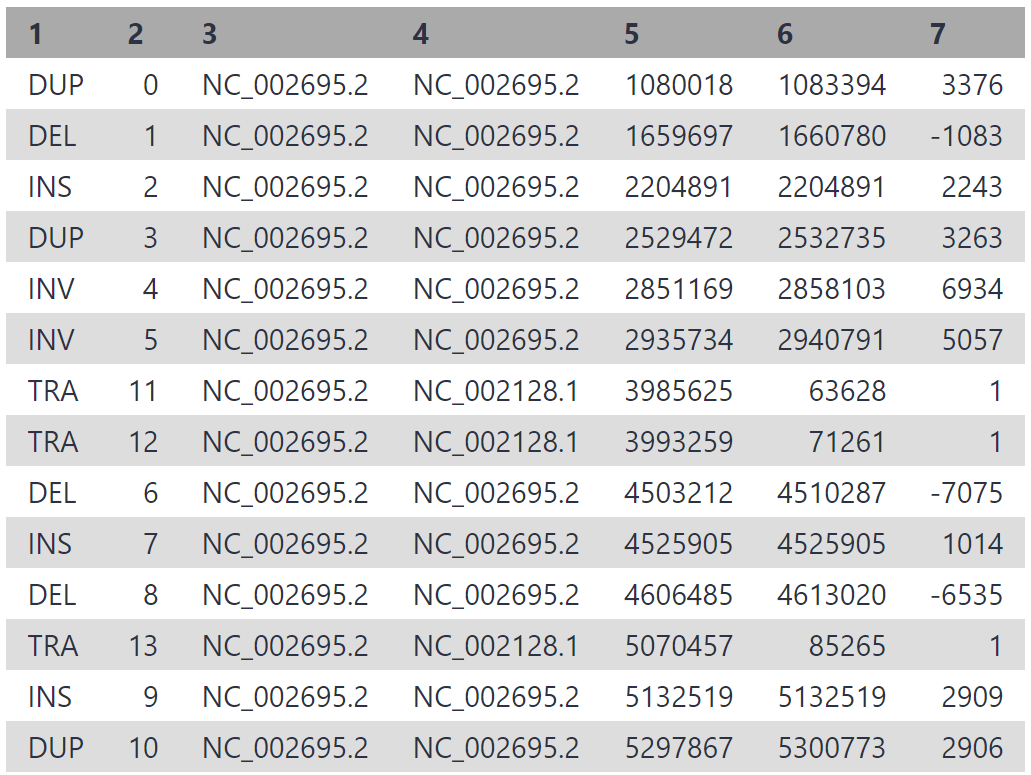 1 2 3 4 5 6 7
DUP 0 NC_002695.2 NC_002695.2 1080018 1083394 3376
DEL 1 NC_002695.2 NC_002695.2 1659697 1660780 -1083
INS 2 NC_002695.2 NC_002695.2 2204891 2204891 2243
DUP 3 NC_002695.2 NC_002695.2 2529472 2532735 3263
INV 4 NC_002695.2 NC_002695.2 2851169 2858103 6934
INV 5 NC_002695.2 NC_002695.2 2935734 2940791 5057
TRA 11 NC_002695.2 NC_002128.1 3985625 63628 1
TRA 12 NC_002695.2 NC_002128.1 3993259 71261 1
DEL 6 NC_002695.2 NC_002695.2 4503212 4510287 -7075
INS 7 NC_002695.2 NC_002695.2 4525905 4525905 1014
DEL 8 NC_002695.2 NC_002695.2 4606485 4613020 -6535
TRA 13 NC_002695.2 NC_002128.1 5070457 85265 1
INS 9 NC_002695.2 NC_002695.2 5132519 5132519 2909
DUP 10 NC_002695.2 NC_002695.2 5297867 5300773 2906